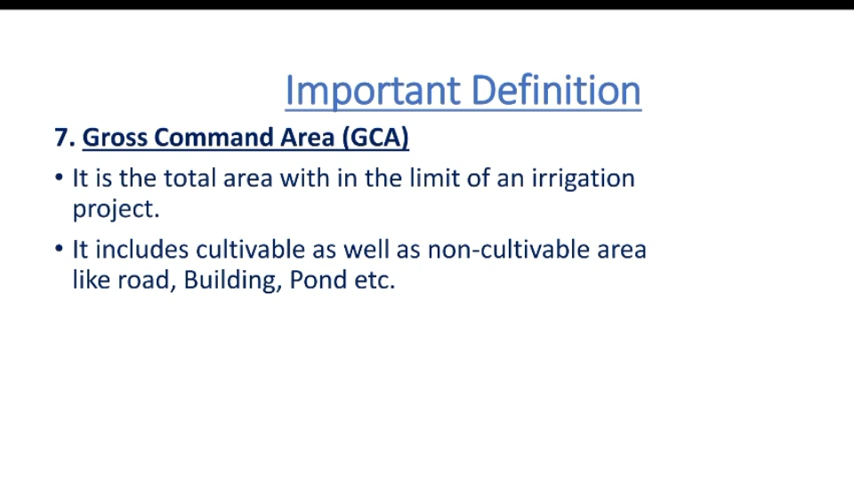 Important Definition
7. Gross Command Area (GCA)
• It is the total area with in the limit of an irrigation
project.
• It includes cultivable as well as non-cultivable area
like road, Building, Pond etc.